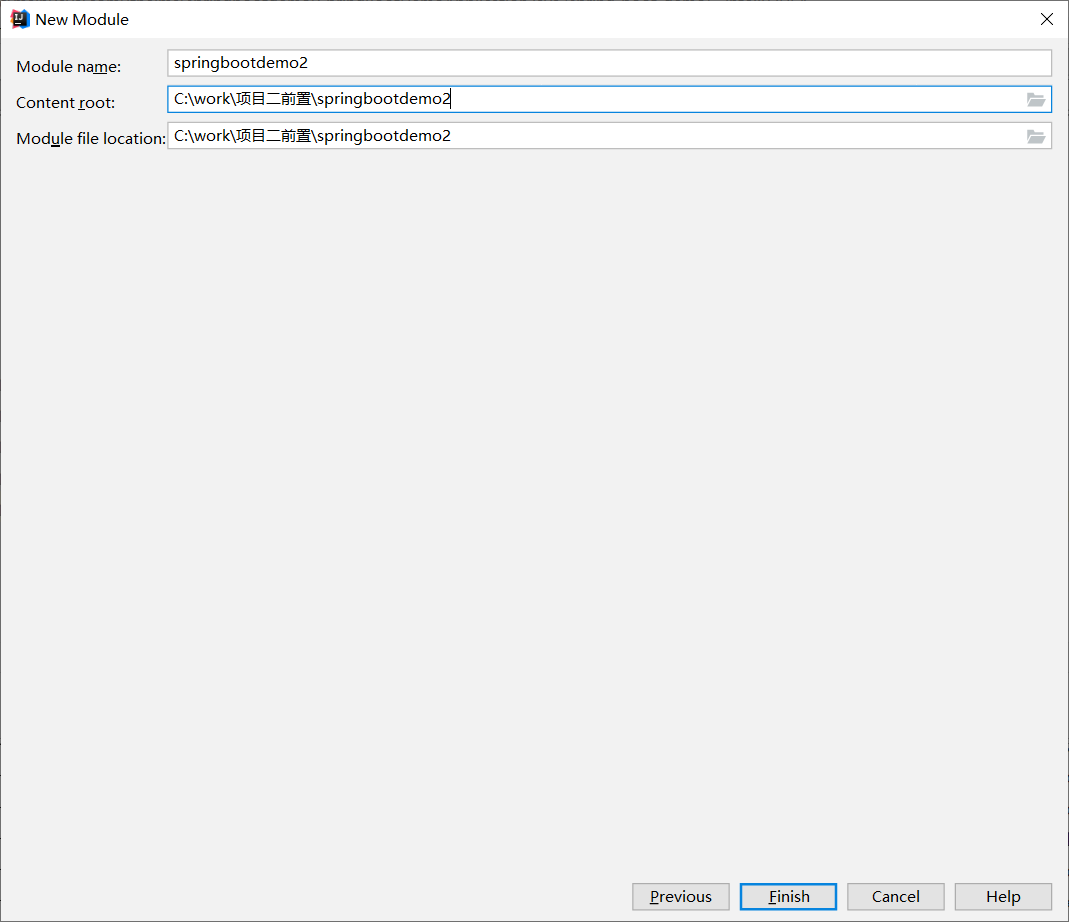 New Module
Module name: springbootdemo2
Content root: C:\work\项目二前置\springbootdemo2
Module file location: C:\work\项目二前置\springbootdemo2
Previous Finish Cancel Help